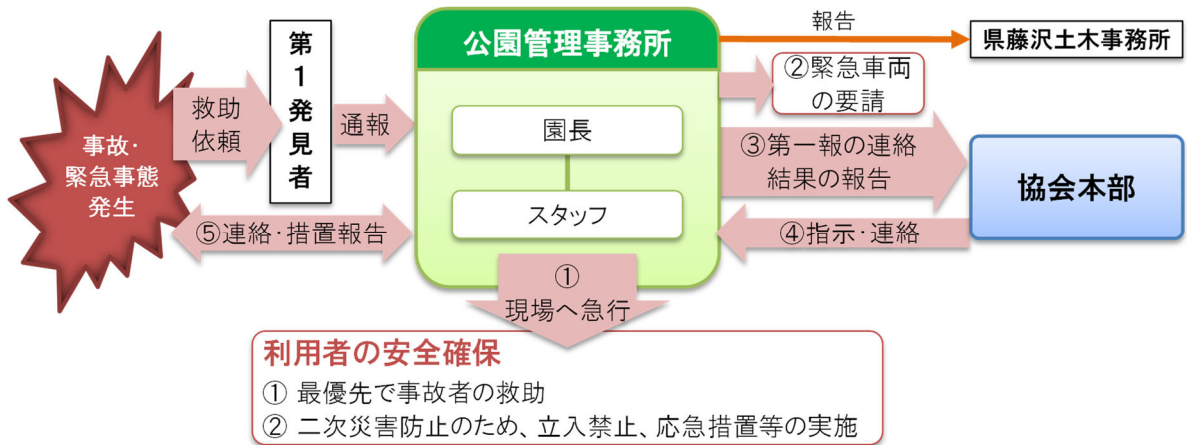 事故・
緊急事態
発生
救助
依頼
第1発見者
通報
公園管理事務所
園長
スタッフ
報告
県藤沢土木事務所
②緊急車両
の要請
③第一報の連絡
結果の報告
協会本部
④指示・連絡
⑤連絡・措置報告
①
現場へ急行
利用者の安全確保
① 最優先で事故者の救助
② 二次災害防止のため、立入禁止、応急措置等の実施